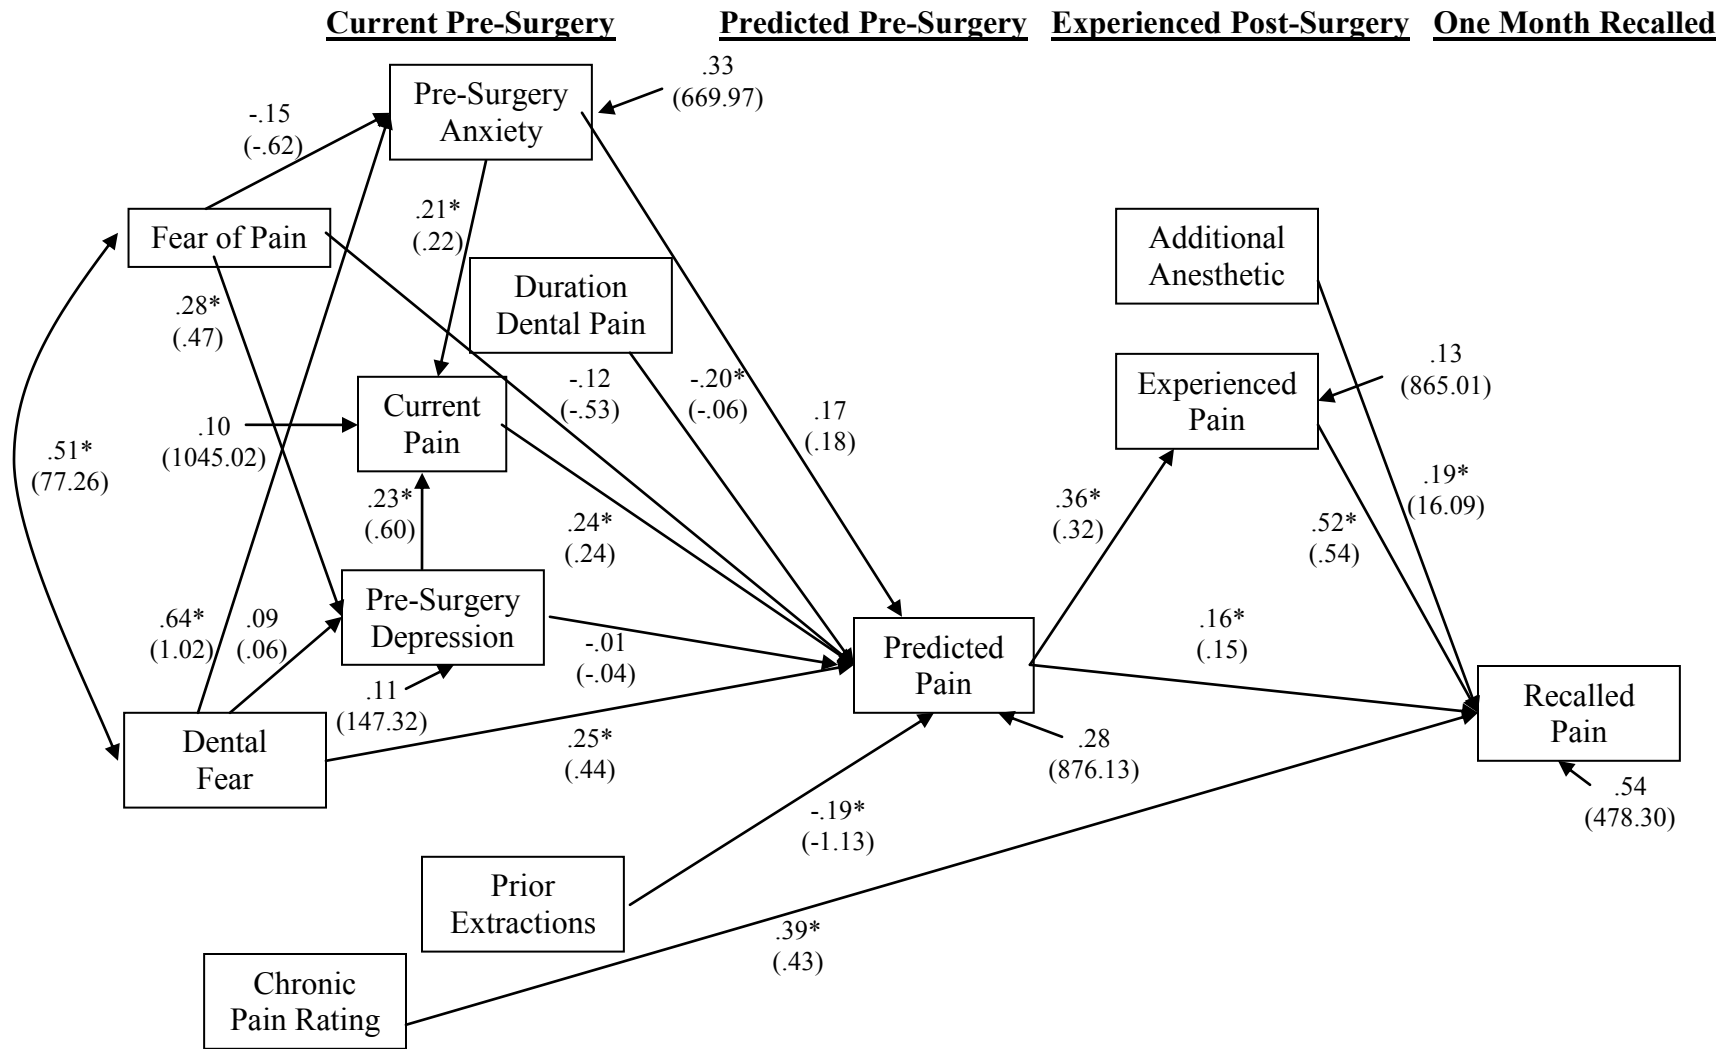 Current Pre-Surgery
Predicted Pre-Surgery
Experienced Post-Surgery
One Month Recalled
Pre-Surgery
Anxiety
.33
(669.97)
-.15
(-.62)
.21*
(.22)
Fear of Pain
Duration
Dental Pain
Additional
Anesthetic
.28*
(.47)
-.12
(-.53)
-.20*
(-.06)
.17
(.18)
Experienced
Pain
.13
(865.01)
Current
Pain
.10
(1045.02)
.51*
(77.26)
.23*
(.60)
.24*
(.24)
.36*
(.32)
.52*
(.54)
.19*
(16.09)
Pre-Surgery
Depression
.64*
(1.02)
.09
(.06)
-.01
(-.04)
Predicted
Pain
.16*
(.15)
.11
(147.32)
Recalled
Pain
Dental
Fear
.25*
(.44)
.28
(876.13)
.54
(478.30)
-.19*
(-1.13)
Prior
Extractions
.39*
(.43)
Chronic
Pain Rating